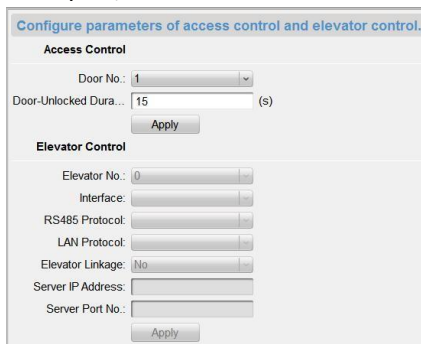 Configure parameters of access control and elevator control.
Access Control
Door No.: 1
Door-Unlocked Dura... 15 (s)
Apply
Elevator Control
Elevator No.: 0
Interface:
RS485 Protocol:
LAN Protocol:
Elevator Linkage: No
Server IP Address:
Server Port No.:
Apply